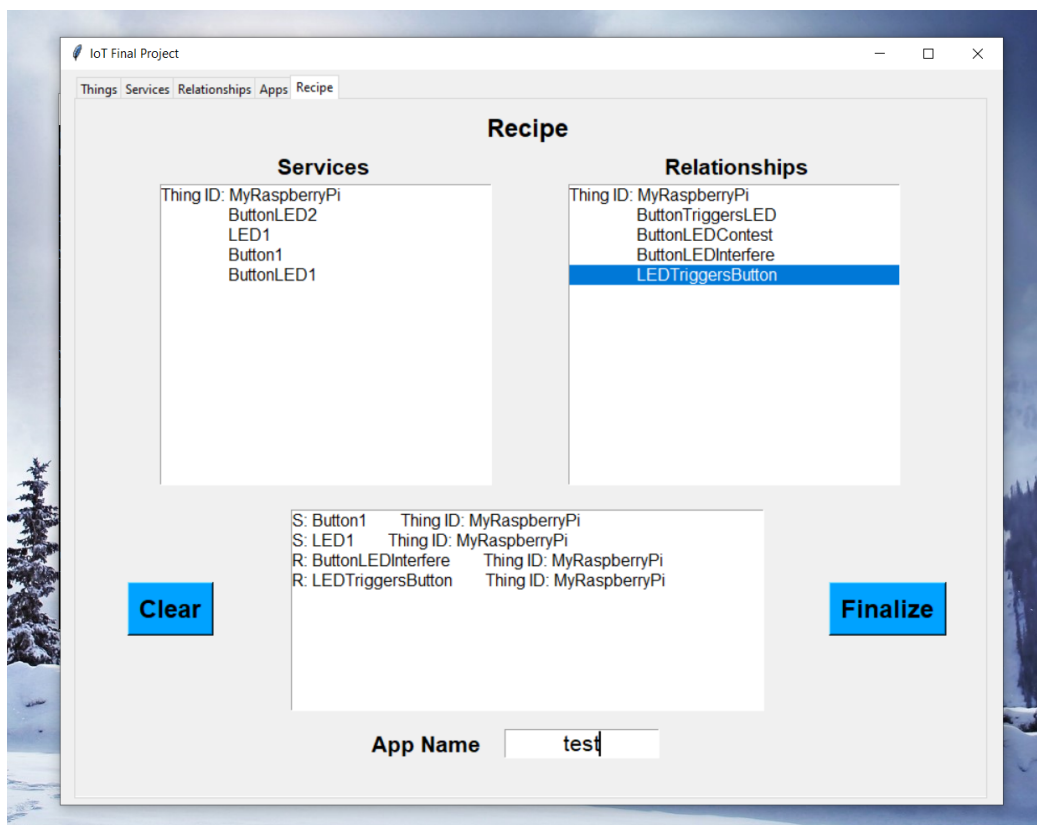 IoT Final Project
Things Services Relationships Apps Recipe
Recipe
Services
Thing ID: MyRaspberryPi
ButtonLED2
LED1
Button1
ButtonLED1
Relationships
Thing ID: MyRaspberryPi
ButtonTriggersLED
ButtonLEDContest
ButtonLEDInterfere
LEDTriggersButton
S: Button1 Thing ID: MyRaspberryPi
S: LED1 Thing ID: MyRaspberryPi
R: ButtonLEDInterfere Thing ID: MyRaspberryPi
R: LEDTriggersButton Thing ID: MyRaspberryPi
Clear
Finalize
App Name test